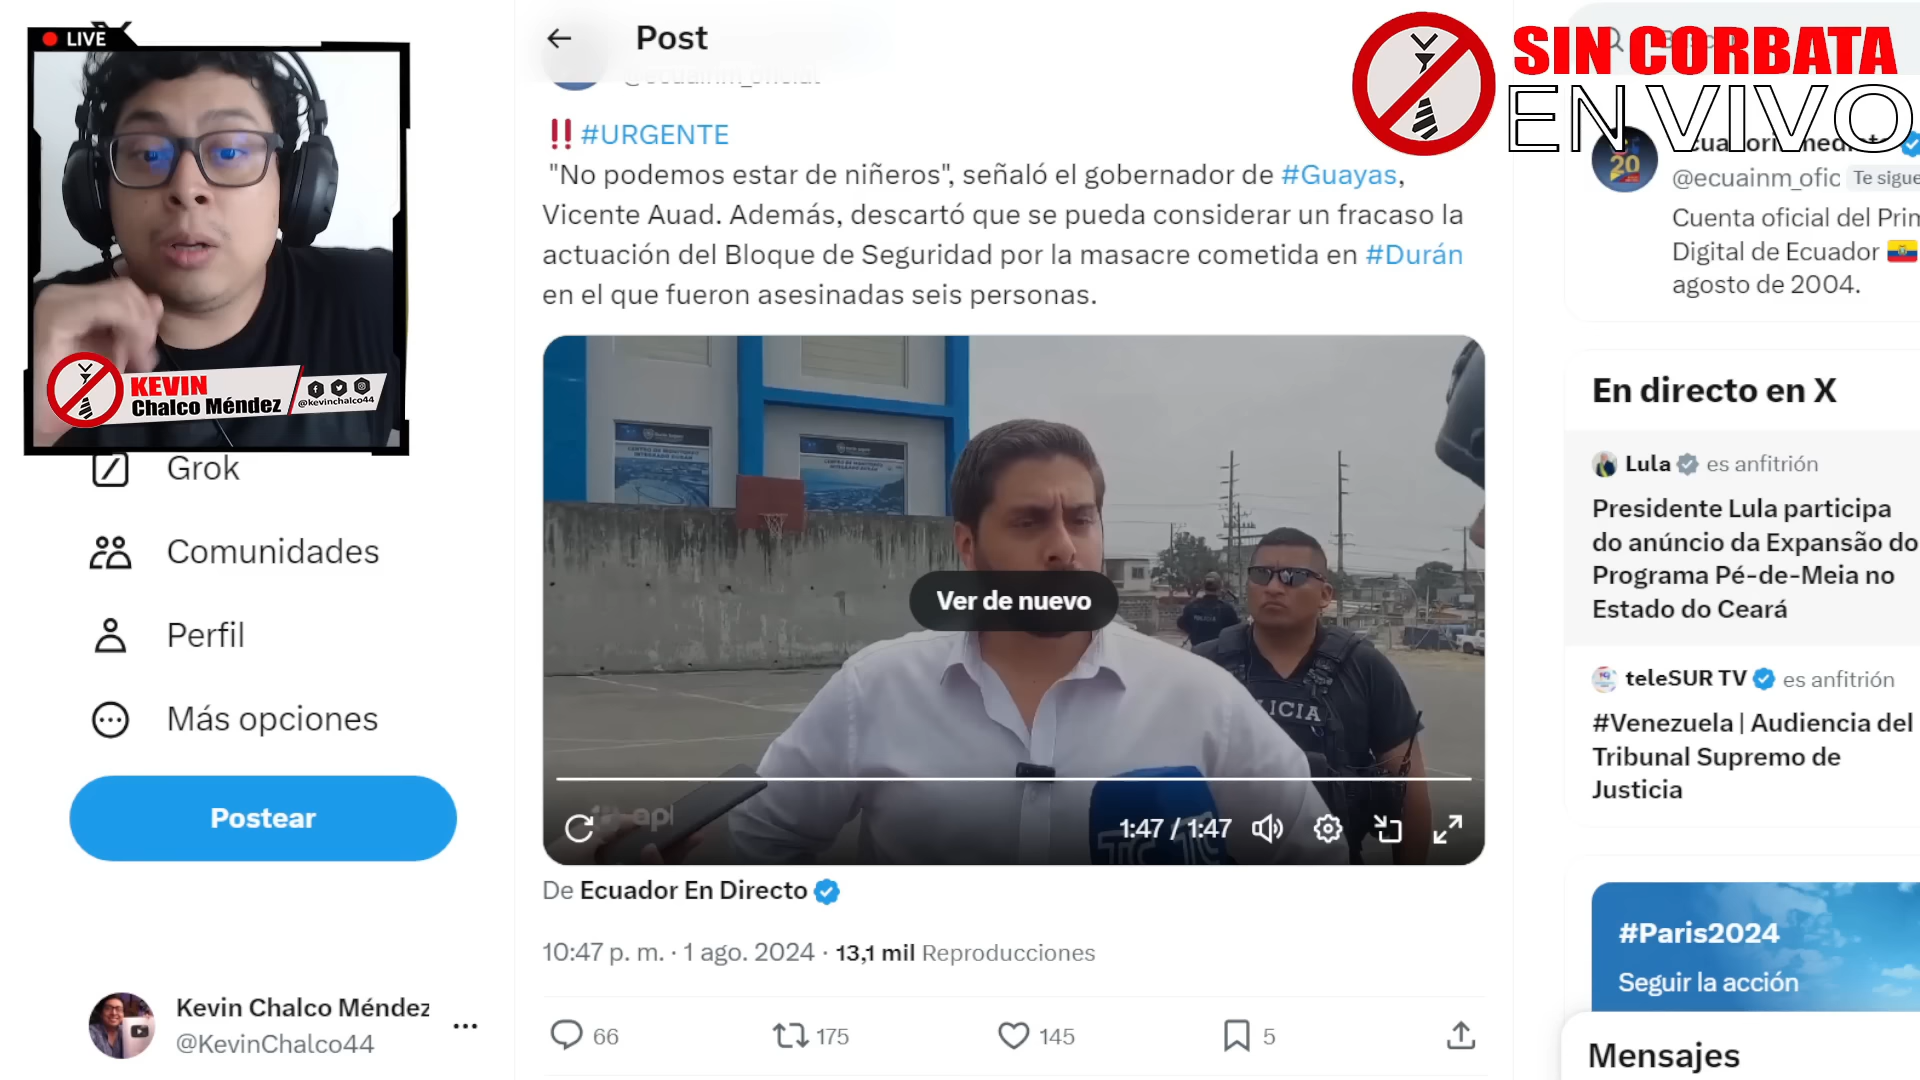 LIVE
Post
SIN CORBATA
EN VIVO
‼️ #URGENTE
"No podemos estar de niñeros", señaló el gobernador de #Guayas,
Vicente Auad. Además, descartó que se pueda considerar un fracaso la
actuación del Bloque de Seguridad por la masacre cometida en #Durán
en el que fueron asesinadas seis personas.
KEVIN
Chalco Méndez
@kevinchalco44
Grok
Comunidades
Perfil
Más opciones
Postear
Kevin Chalco Méndez
@KevinChalco44
Ver de nuevo
LICIA
1:47 / 1:47
De Ecuador En Directo
10:47 p. m. · 1 ago. 2024 · 13,1 mil Reproducciones
66
175
145
5
20
@ecuainm_ofic
Te sigue
Cuenta oficial del Prin
Digital de Ecuador 🇪🇨
agosto de 2004.
En directo en X
Lula es anfitrión
Presidente Lula participa
do anúncio da Expansão do
Programa Pé-de-Meia no
Estado do Ceará
teleSUR TV es anfitrión
#Venezuela | Audiencia del
Tribunal Supremo de
Justicia
#Paris2024
Seguir la acción
Mensajes